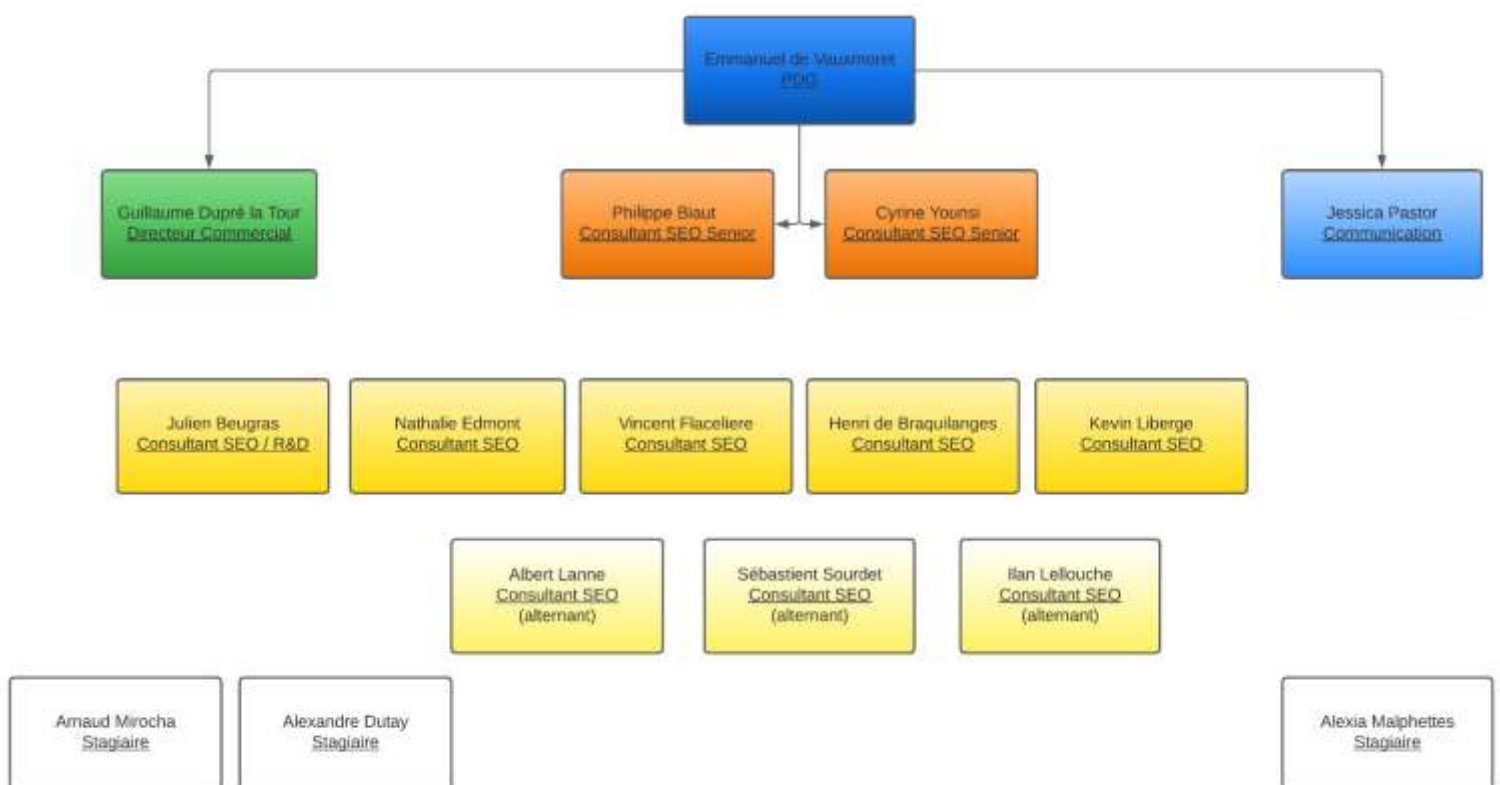 Emmanuel de Vauxmoret
PDG
Guillaume Dupré la Tour
Directeur Commercial
Philippe Biaut
Consultant SEO Senior
Cyrine Younsi
Consultant SEO Senior
Jessica Pastor
Communication
Julien Beugras
Consultant SEO / R&D
Nathalie Edmont
Consultant SEO
Vincent Flaceliere
Consultant SEO
Henri de Braquilanges
Consultant SEO
Kevin Liberge
Consultant SEO
Albert Lanne
Consultant SEO
(alternant)
Sébastient Sourdet
Consultant SEO
(alternant)
Ilan Lellouche
Consultant SEO
(alternant)
Arnaud Mirocha
Stagiaire
Alexandre Dutay
Stagiaire
Alexia Malphettes
Stagiaire